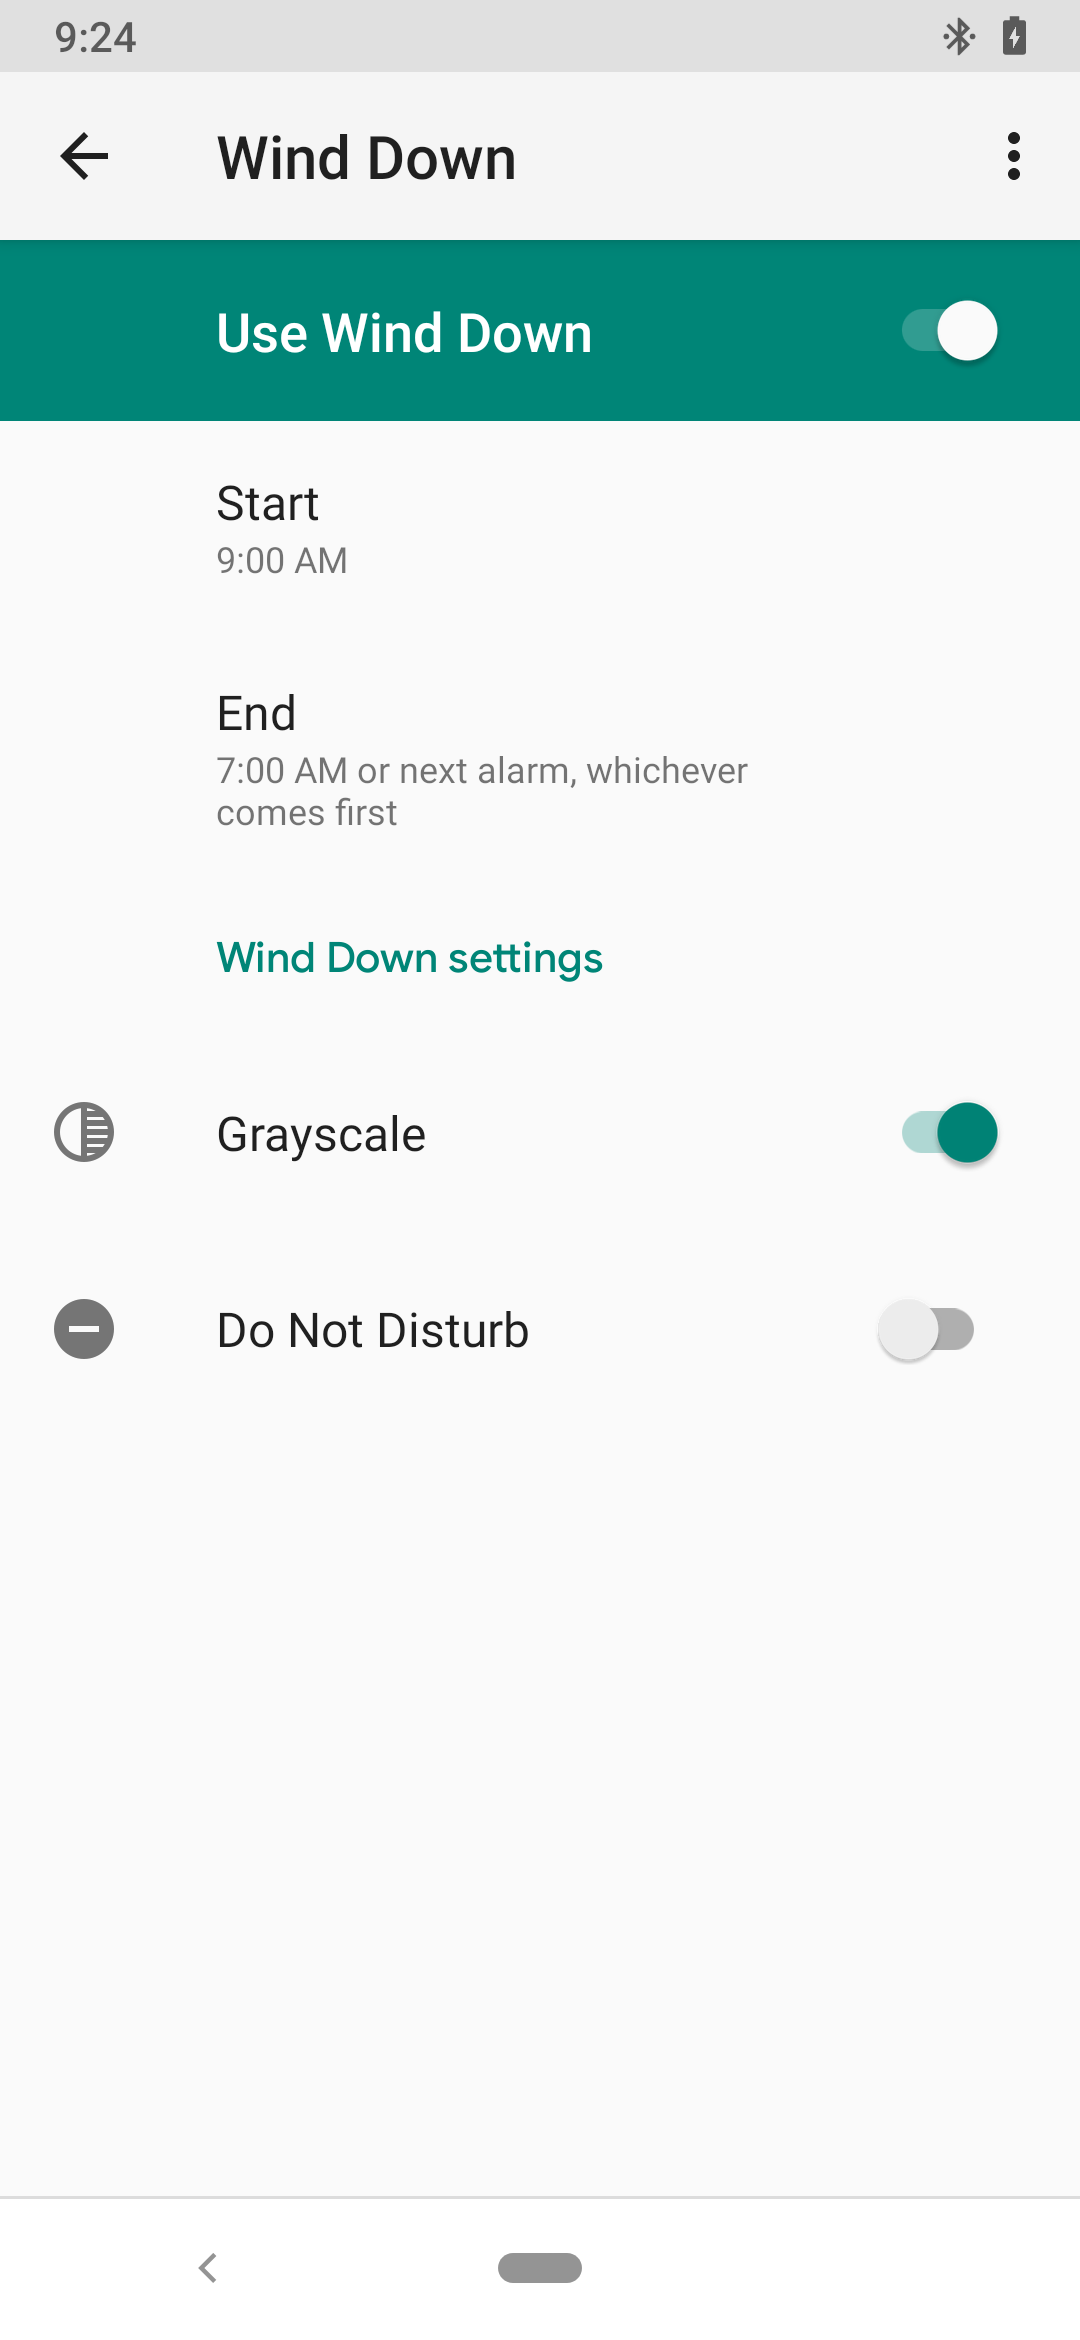 9:24
Wind Down
Use Wind Down
Start
9:00 AM
End
7:00 AM or next alarm, whichever
comes first
Wind Down settings
Grayscale
Do Not Disturb